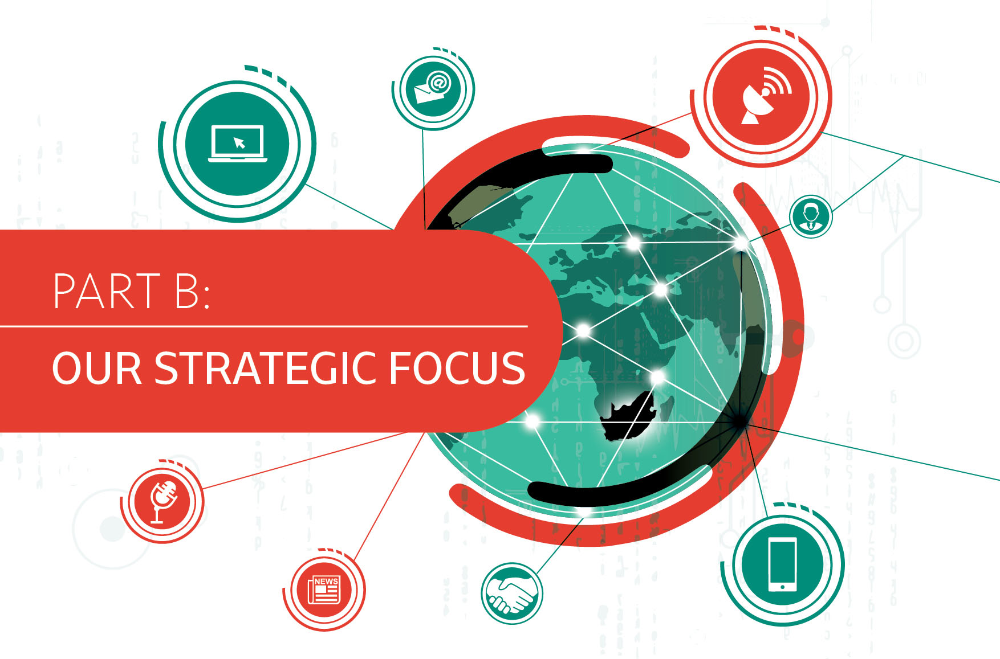 PART B:
OUR STRATEGIC FOCUS
@
NEWS